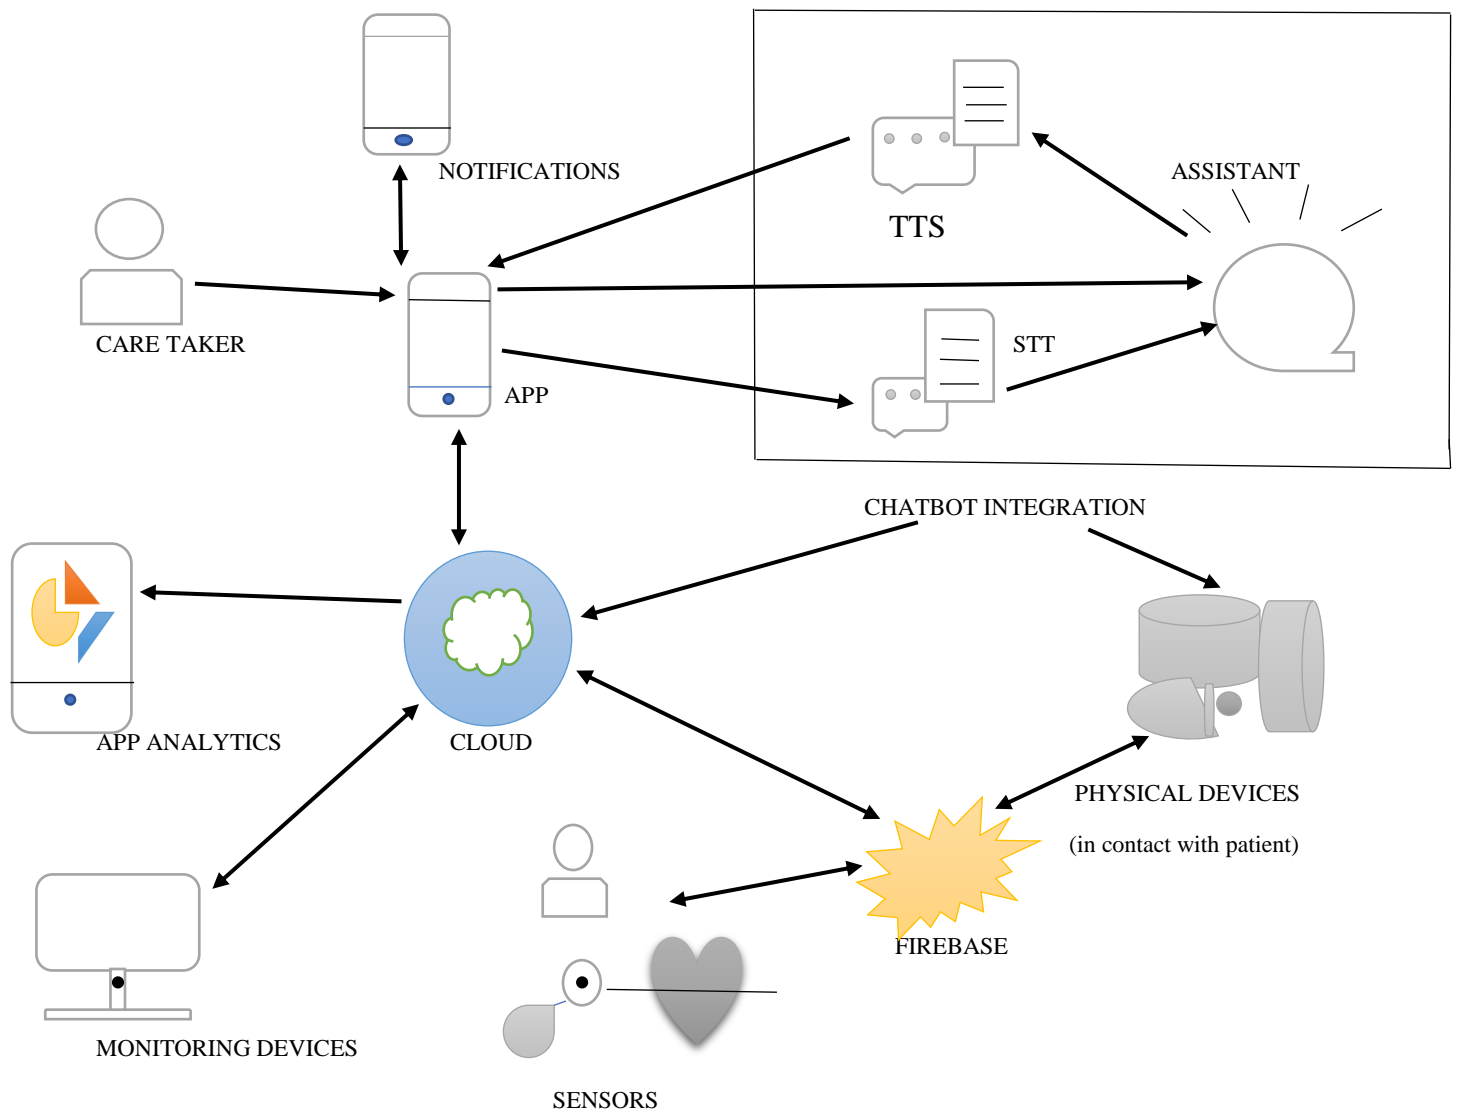 NOTIFICATIONS
ASSISTANT
TTS
CARE TAKER
STT
APP
CHATBOT INTEGRATION
APP ANALYTICS
CLOUD
PHYSICAL DEVICES
(in contact with patient)
FIREBASE
MONITORING DEVICES
SENSORS